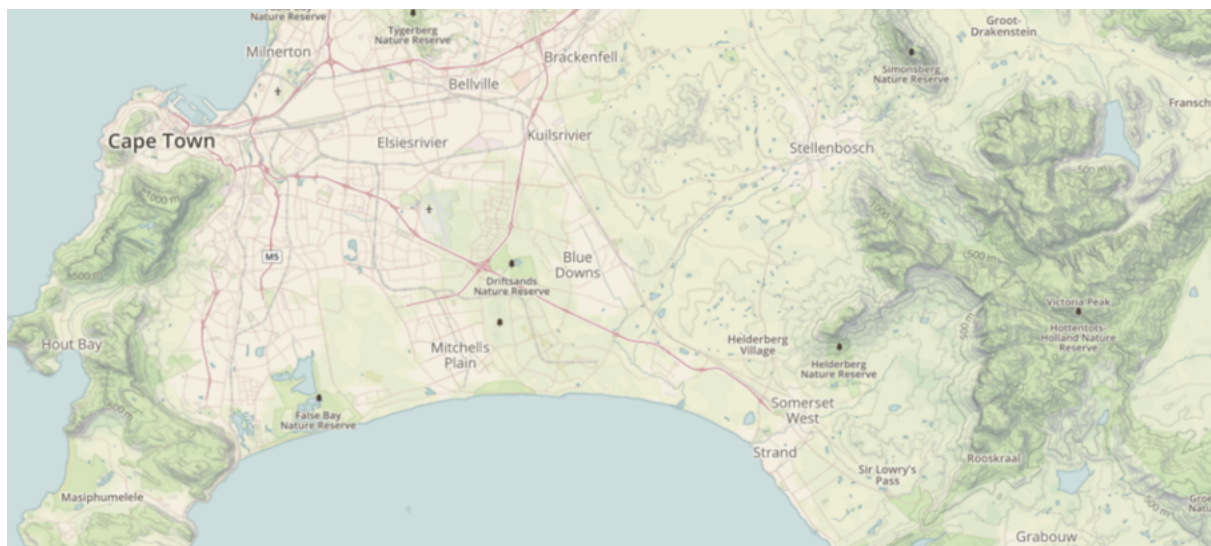 Nature Reserve
Tygerberg
Nature Reserve
Groot-
Drakenstein
Milnerton
Brackenfell
Simonsberg
Nature Reserve
Bellville
Fransch
Cape Town
Elsiesrivier
Kuilsrivier
Stellenbosch
500 m
1000 m
1000 m
M5
Blue
Downs
500 m
500 m
Driftsands
Nature Reserve
Victoria Peak
Hottentots-
Holland Nature
Reserve
500 m
Hout Bay
Mitchells
Plain
Helderberg
Village
Helderberg
Nature Reserve
False Bay
Nature Reserve
Somerset
West
Strand
Rooskraal
Sir Lowry's
Pass
Masiphumelele
500 m
Grabouw